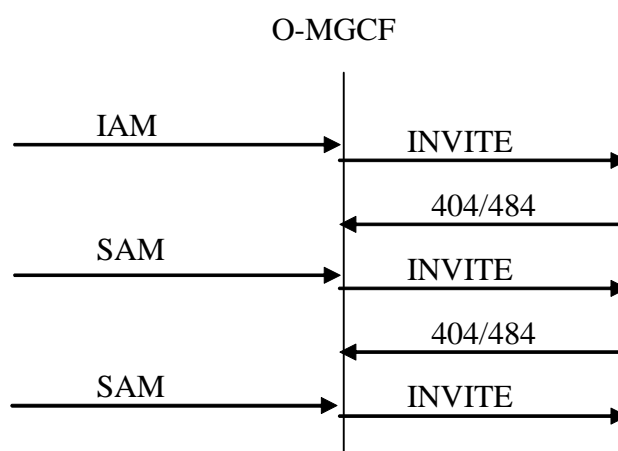 O-MGCF
IAM
INVITE
404/484
SAM
INVITE
404/484
SAM
INVITE